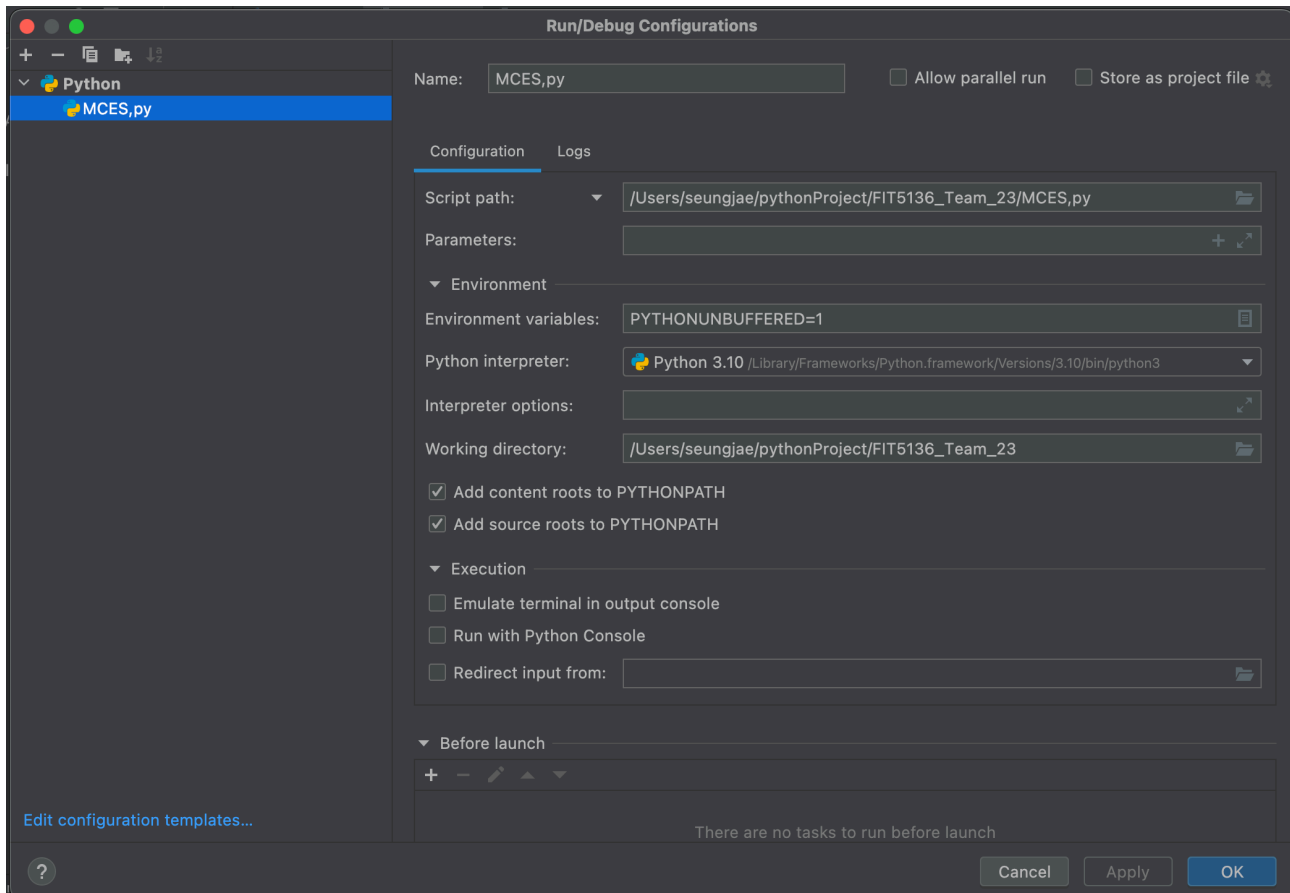 Run/Debug Configurations
Python
MCES,py
Name: MCES,py
Allow parallel run
Store as project file
Configuration Logs
Script path: /Users/seungjae/pythonProject/FIT5136_Team_23/MCES,py
Parameters:
Environment
Environment variables: PYTHONUNBUFFERED=1
Python interpreter: Python 3.10 /Library/Frameworks/Python.framework/Versions/3.10/bin/python3
Interpreter options:
Working directory: /Users/seungjae/pythonProject/FIT5136_Team_23
Add content roots to PYTHONPATH
Add source roots to PYTHONPATH
Execution
Emulate terminal in output console
Run with Python Console
Redirect input from:
Before launch
There are no tasks to run before launch
Edit configuration templates...
? Cancel Apply OK